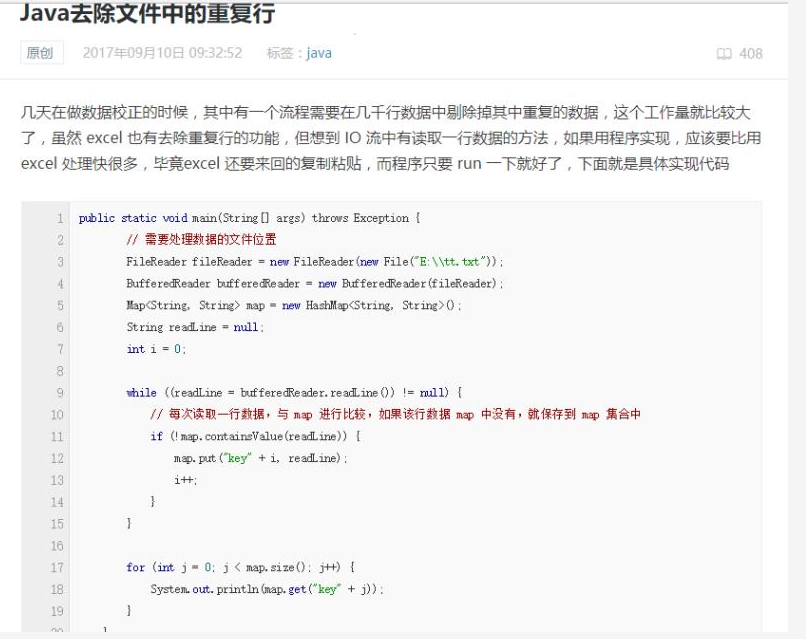 Java去除文件中的重复行
原创 2017年09月10日 09:32:52 标签：java 408
几天在做数据校正的时候，其中有一个流程需要在几千行数据中剔除掉其中重复的数据，这个工作量就比较大
了，虽然 excel 也有去除重复行的功能，但想到 IO 流中有读取一行数据的方法，如果用程序实现，应该要比用
excel 处理快很多，毕竟excel 还要来回的复制粘贴，而程序只要 run 一下就好了，下面就是具体实现代码
1 public static void main(String[] args) throws Exception {
2 // 需要处理数据的文件位置
3 FileReader fileReader = new FileReader(new File("E:\\tt.txt"));
4 BufferedReader bufferedReader = new BufferedReader(fileReader);
5 Map<String, String> map = new HashMap<String, String>();
6 String readLine = null;
7 int i = 0;
8
9 while ((readLine = bufferedReader.readLine()) != null) {
10 // 每次读取一行数据，与 map 进行比较，如果该行数据 map 中没有，就保存到 map 集合中
11 if (!map.containsValue(readLine)) {
12 map.put("key" + i, readLine);
13 i++;
14 }
15 }
16
17 for (int j = 0; j < map.size(); j++) {
18 System.out.println(map.get("key" + j));
19 }